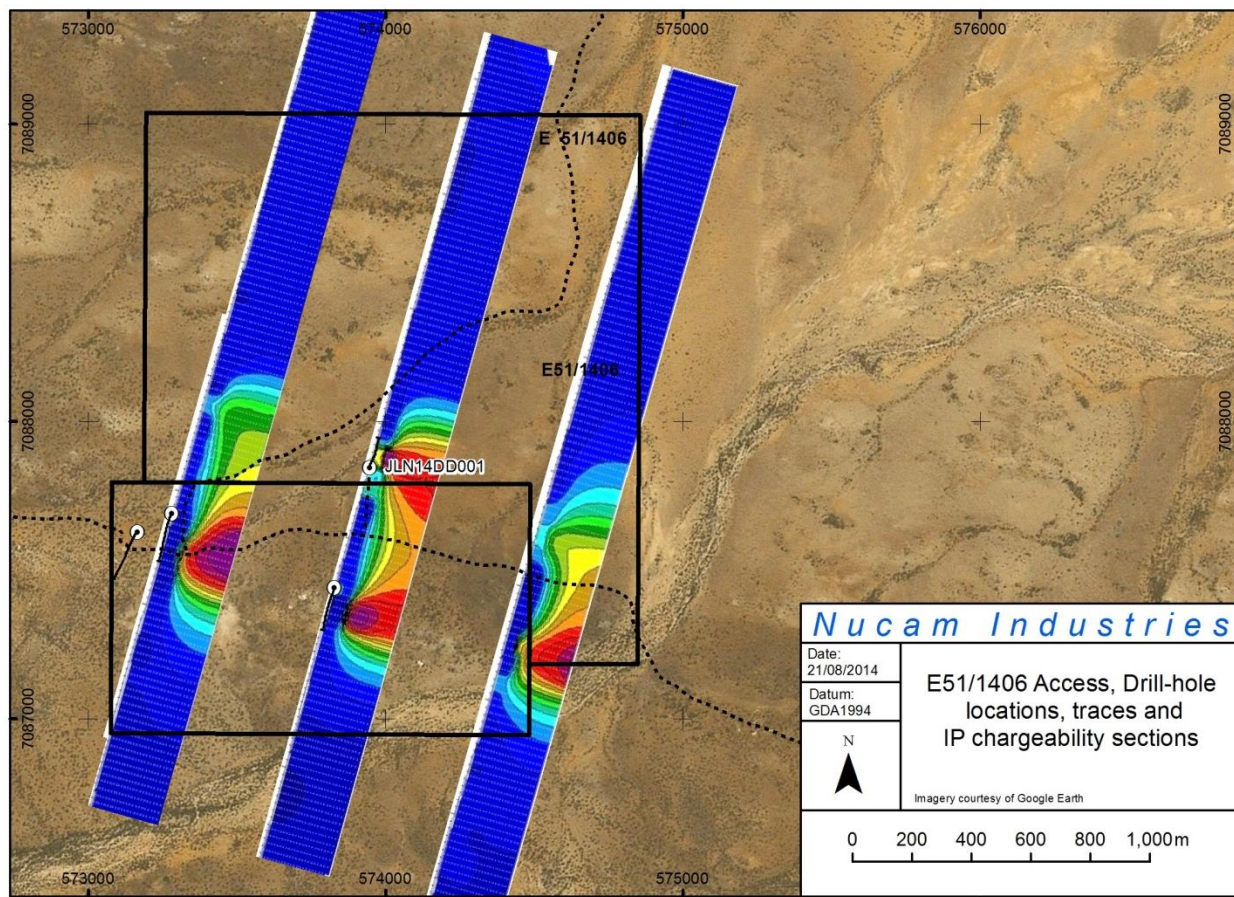 573000 574000 575000 576000
7089000 7089000
E 51/1406
E51/1406
7088000 7088000
JLN14DD001
7087000
Nucam Industries
Date:
21/08/2014
Datum:
GDA1994
N
E51/1406 Access, Drill-hole
locations, traces and
IP chargeability sections
Imagery courtesy of Google Earth
0 200 400 600 800 1,000m
573000 574000 575000